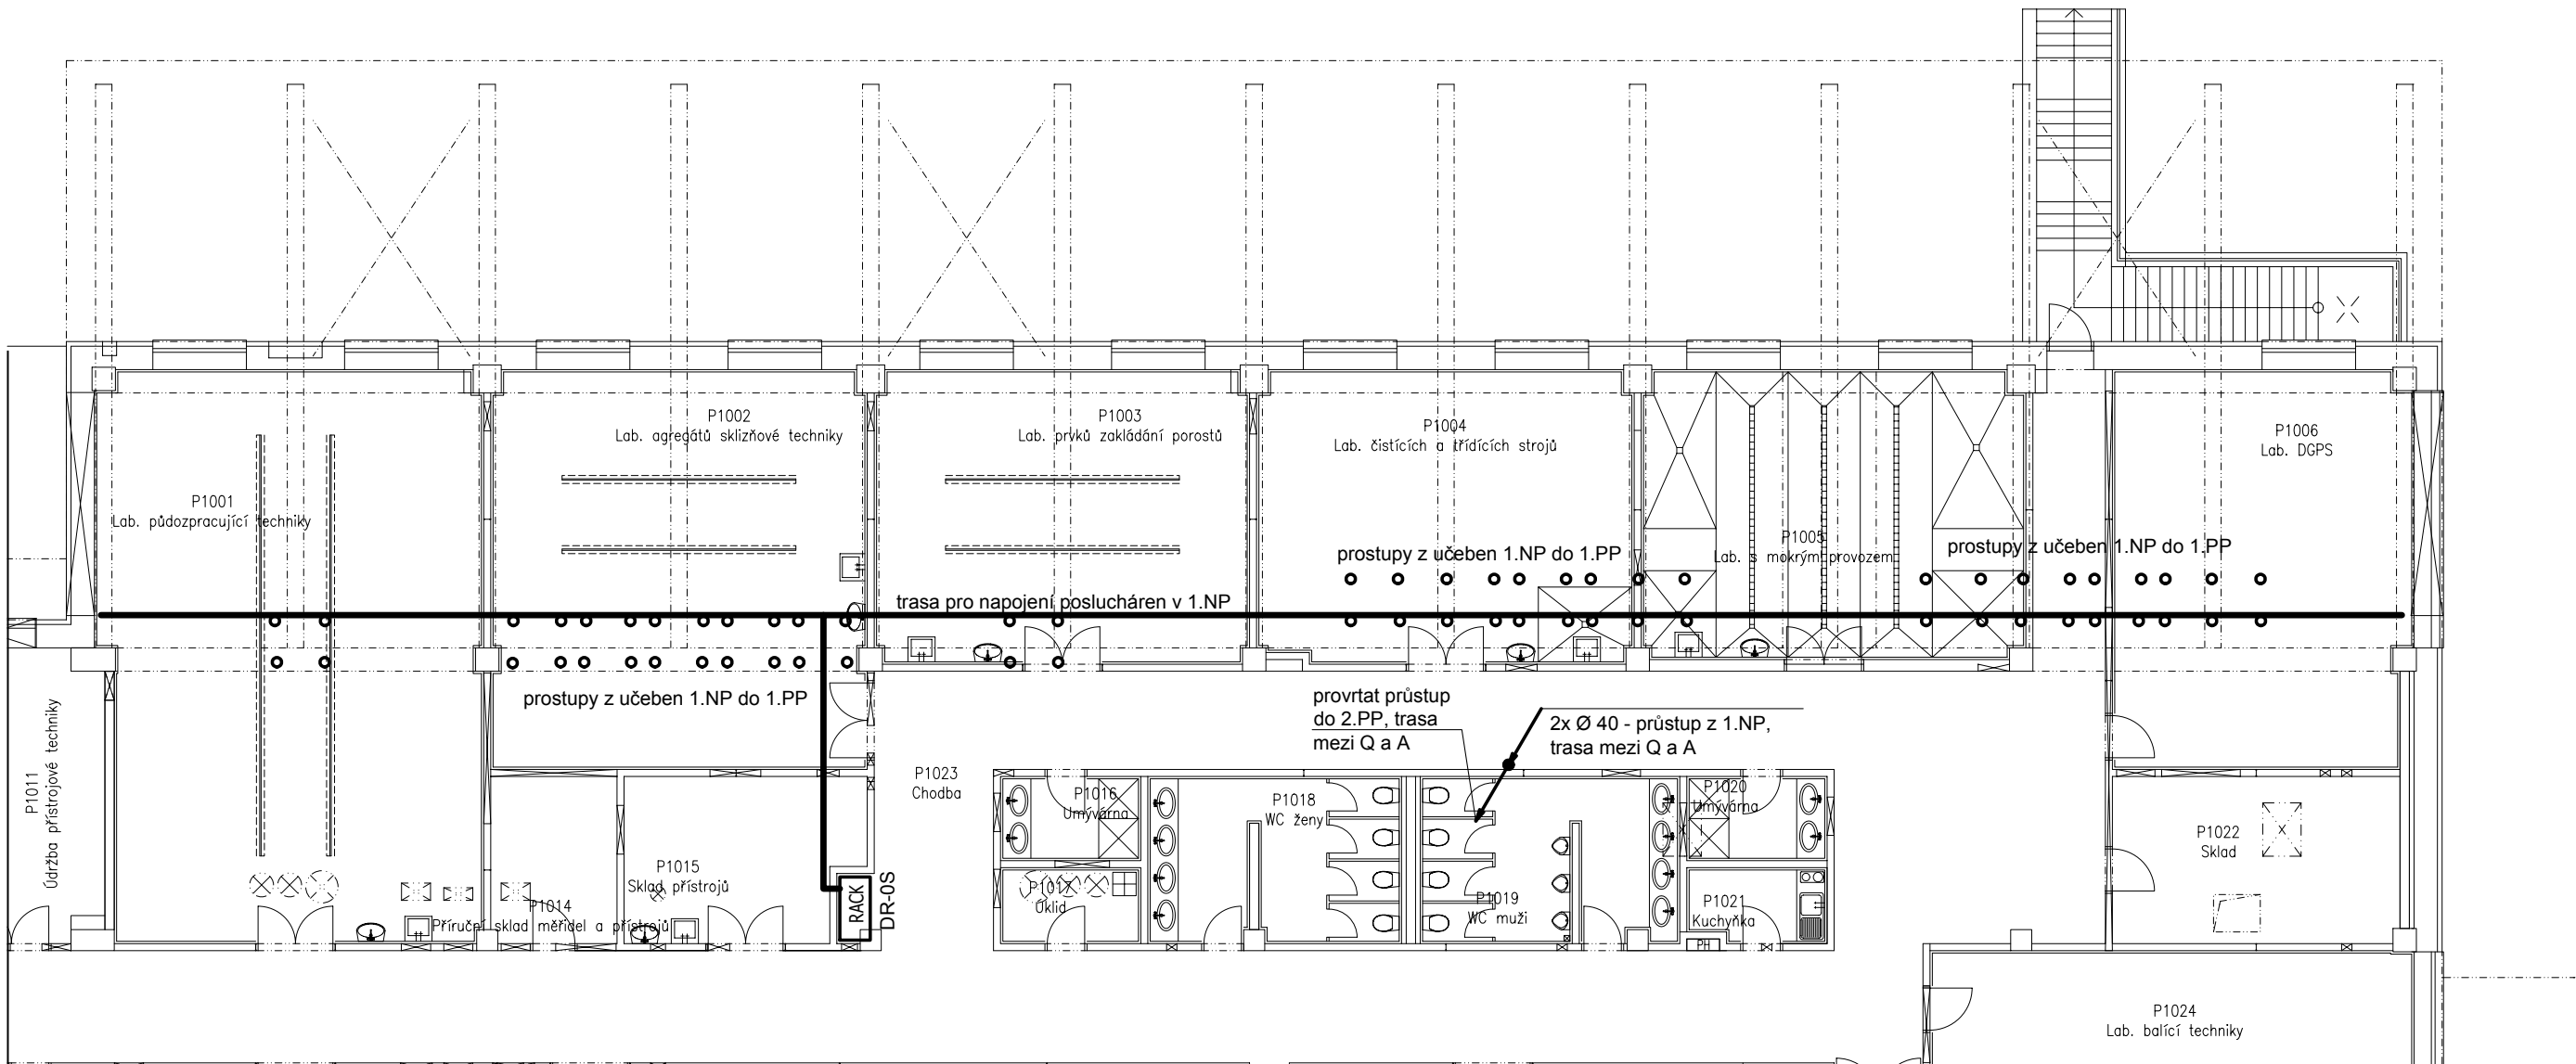 P1001
Lab. půdozpracující techniky
P1002
Lab. agregátů sklizňové techniky
P1003
Lab. prvků zakládání porostů
P1004
Lab. čistících a třídících strojů
P1005
Lab. s mokrým provozem
P1006
Lab. DGPS
prostupy z učeben 1.NP do 1.PP
prostupy z učeben 1.NP do 1.PP
trasa pro napojení poslucháren v 1.NP
prostupy z učeben 1.NP do 1.PP
provrtat průstup
do 2.PP, trasa
mezi Q a A
2x Ø 40 - průstup z 1.NP,
trasa mezi Q a A
P1011
Údržba přístrojové techniky
P1014
Příruční sklad měřidel a přístrojů
P1015
Sklad přístrojů
RACK
DR-0S
P1023
Chodba
P1016
Umývárna
P1017
Úklid
P1018
WC ženy
P1019
WC muži
P1020
Umývárna
P1021
Kuchyňka
PH
P1022
Sklad
P1024
Lab. balící techniky